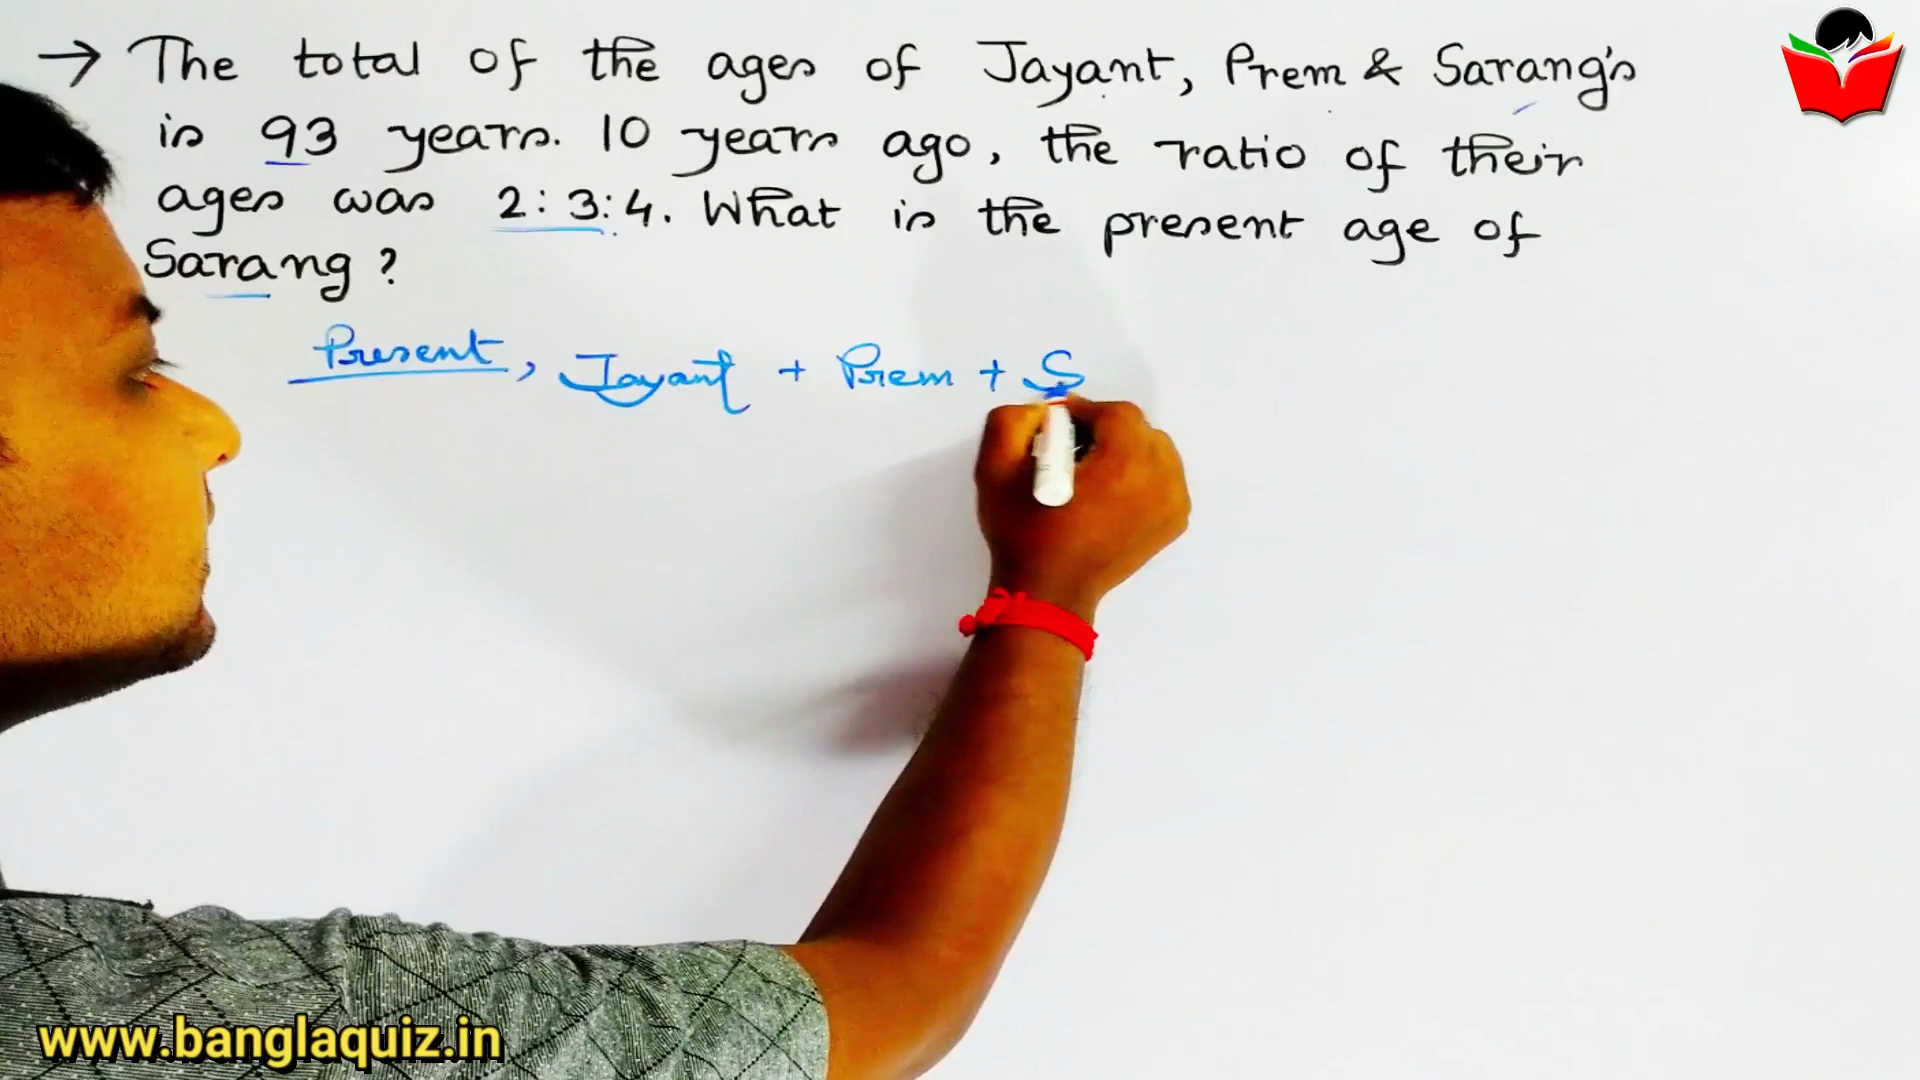 → The total of the ages of Jayant, Prem & Sarang's
is 93 years. 10 years ago, the ratio of their
ages was 2:3:4. What is the present age of
Sarang?
Present, Jayant + Prem + S
www.banglaquiz.in